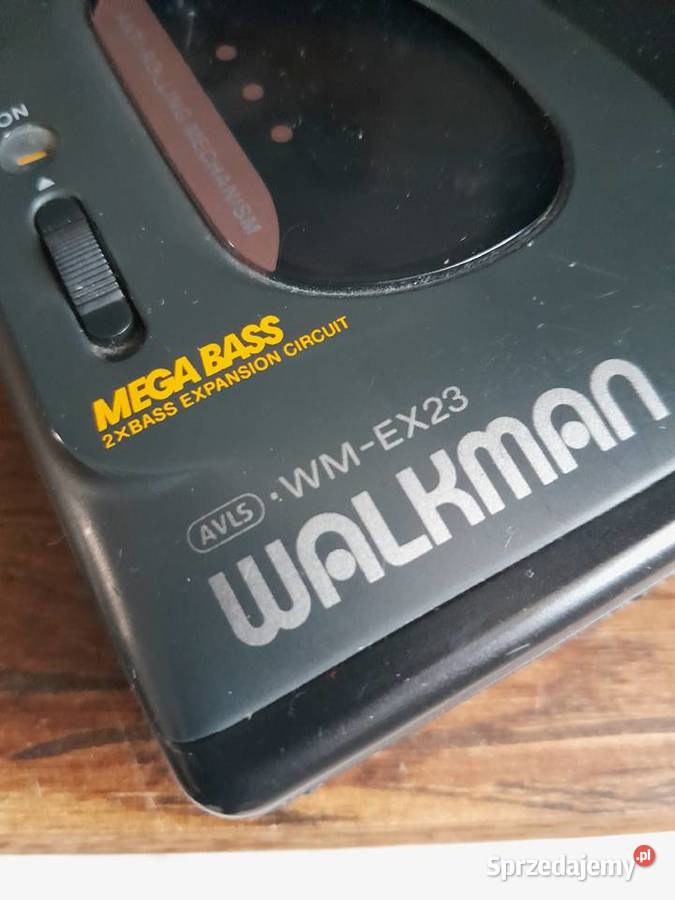 ANTI-ROLLING MECHANISM
ON
MEGA BASS
2×BASS EXPANSION CIRCUIT
AVLS · WM-EX23
WALKMAN
Sprzedajemy.pl